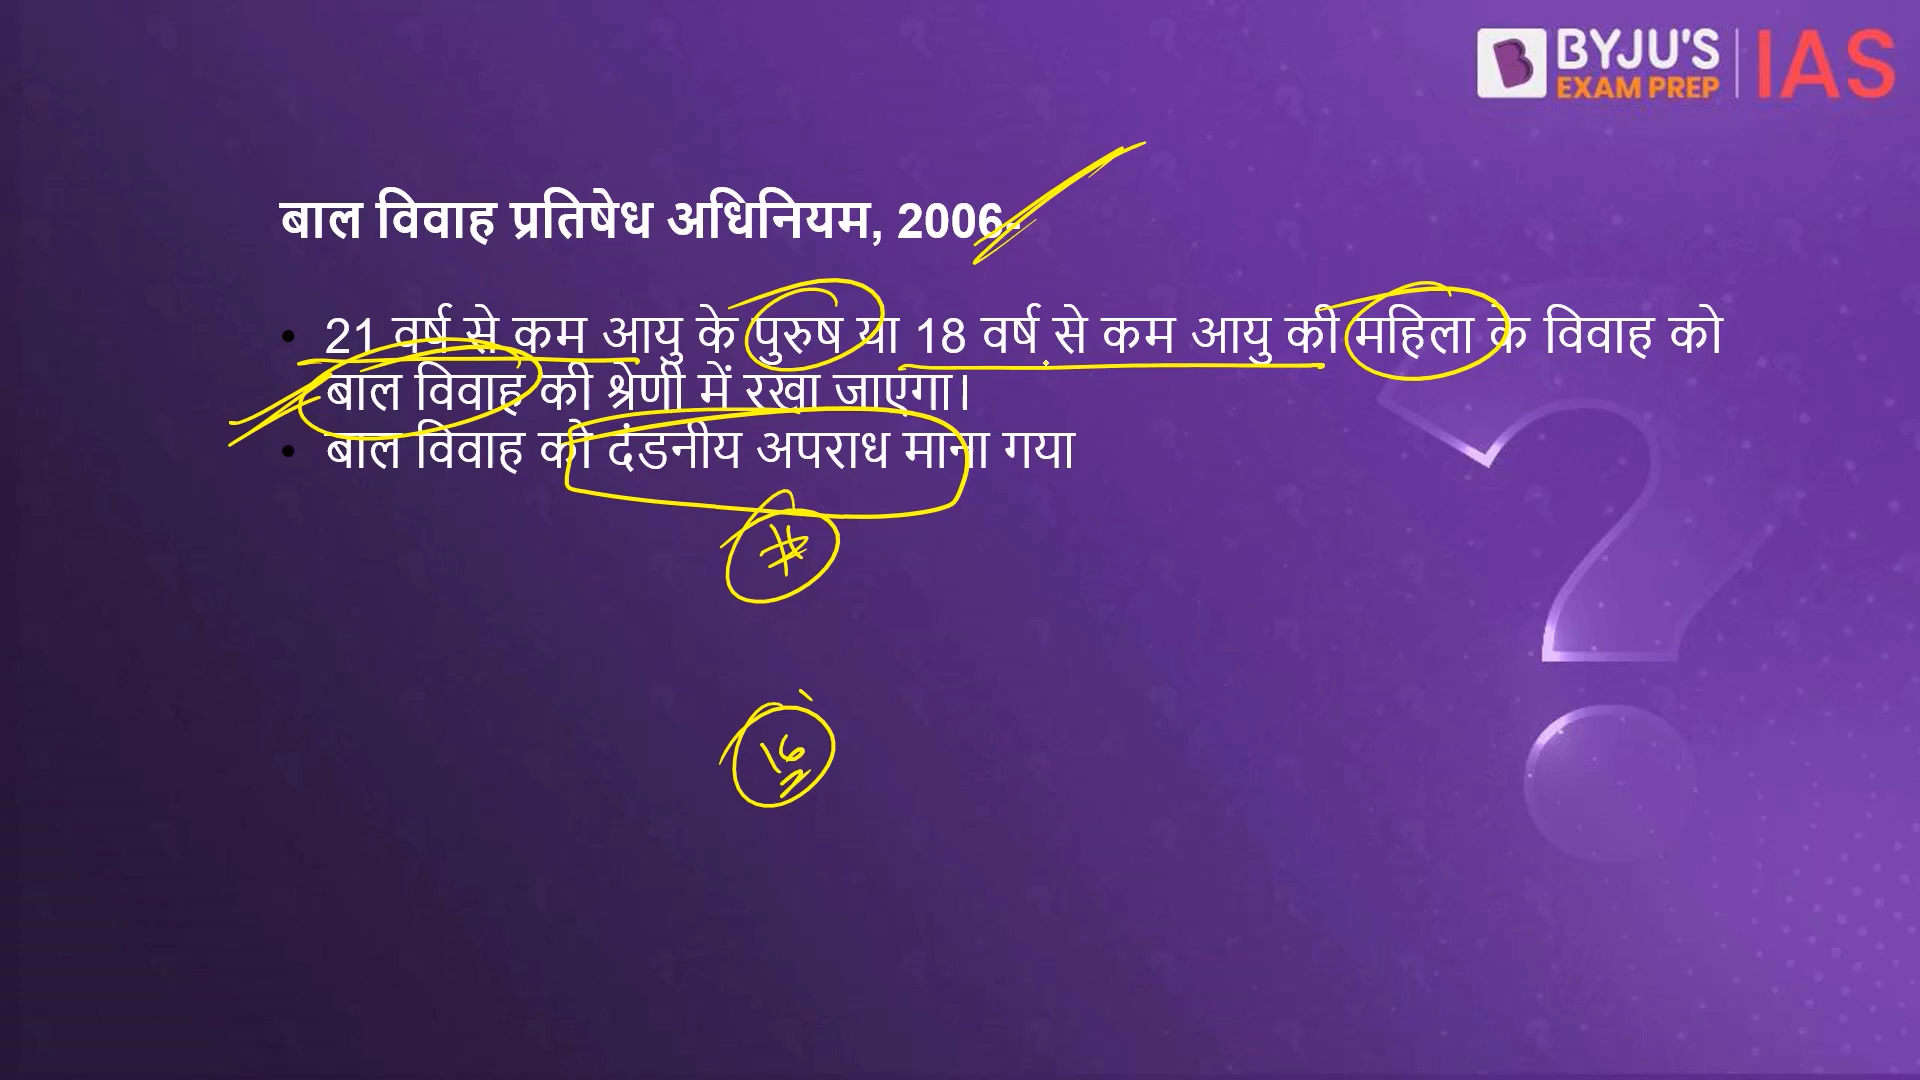 BYJU'S
EXAM PREP
IAS
बाल विवाह प्रतिषेध अधिनियम, 2006-
• 21 वर्ष से कम आयु के पुरुष या 18 वर्ष से कम आयु की महिला के विवाह को
बाल विवाह की श्रेणी में रखा जाएगा।
• बाल विवाह को दंडनीय अपराध माना गया
#
16